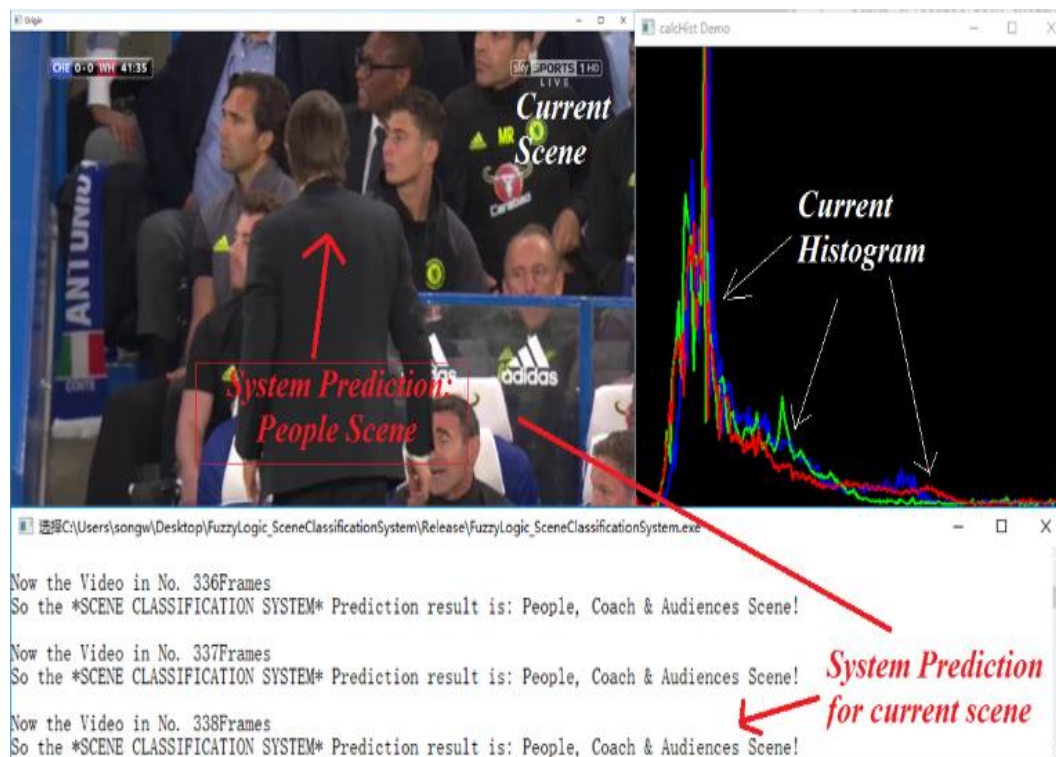 Origin
calcHist Demo
CHE 0-0 WH 41:35
sky SPORTS 1 HD
LIVE
Current
Scene
MR
Carabao
ANTONIO
CONTE
adidas
adidas
System Prediction:
People Scene
Current
Histogram
选择C:\Users\songw\Desktop\FuzzyLogic_SceneClassificationSystem\Release\FuzzyLogic_SceneClassificationSystem.exe
Now the Video in No. 336Frames
So the *SCENE CLASSIFICATION SYSTEM* Prediction result is: People, Coach & Audiences Scene!
Now the Video in No. 337Frames
So the *SCENE CLASSIFICATION SYSTEM* Prediction result is: People, Coach & Audiences Scene!
Now the Video in No. 338Frames
So the *SCENE CLASSIFICATION SYSTEM* Prediction result is: People, Coach & Audiences Scene!
System Prediction
for current scene